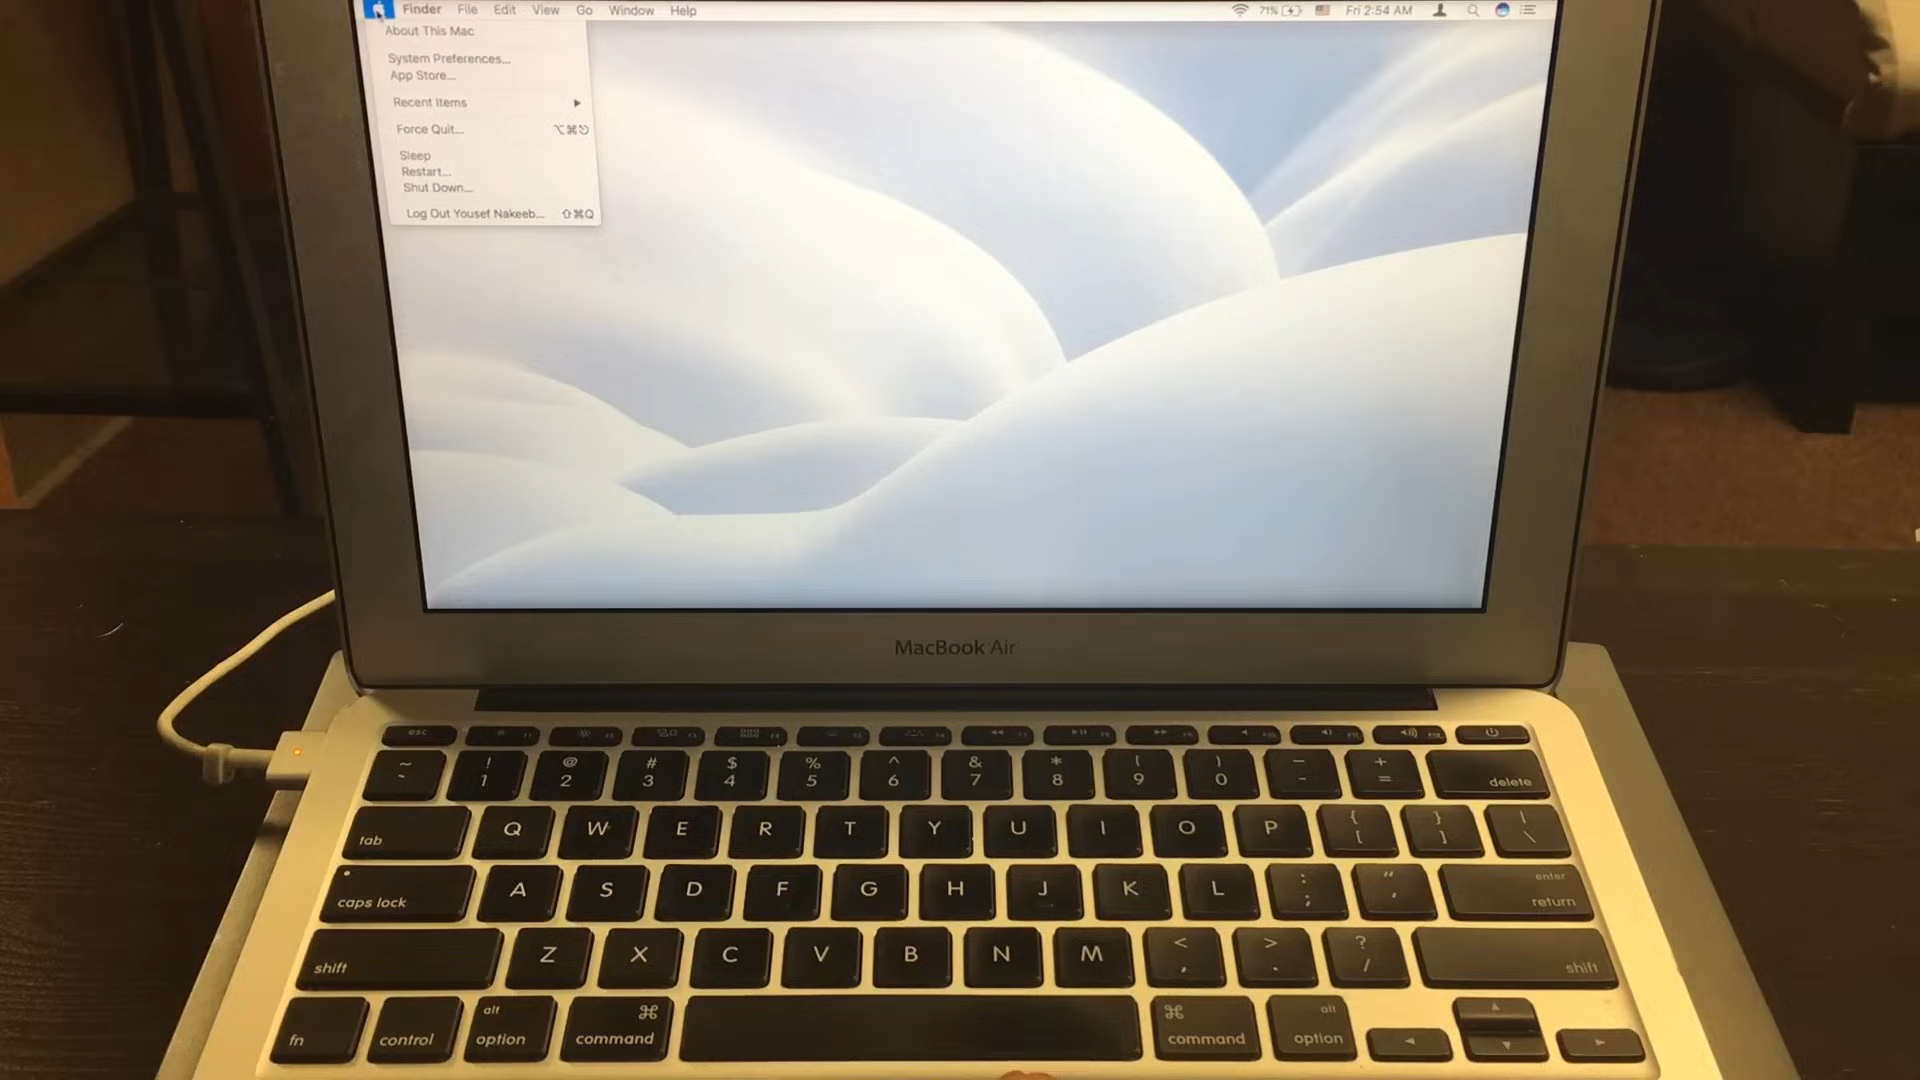 Finder File Edit View Go Window Help 71% Fri 2:54 AM
About This Mac
System Preferences...
App Store...
Recent Items ▶
Force Quit... ⌥⌘⎋
Sleep
Restart...
Shut Down...
Log Out Yousef Nakeeb... ⇧⌘Q
MacBook Air
esc
~ ! @ # $ % ^ & * ( ) — +
` 1 2 3 4 5 6 7 8 9 0 - = delete
tab Q W E R T Y U I O P { [ } ] | \
caps lock A S D F G H J K L : ; " ' enter return
shift Z X C V B N M < , > . ? / shift
fn control alt option ⌘ command ⌘ command alt option ◀ ▲ ▼ ▶